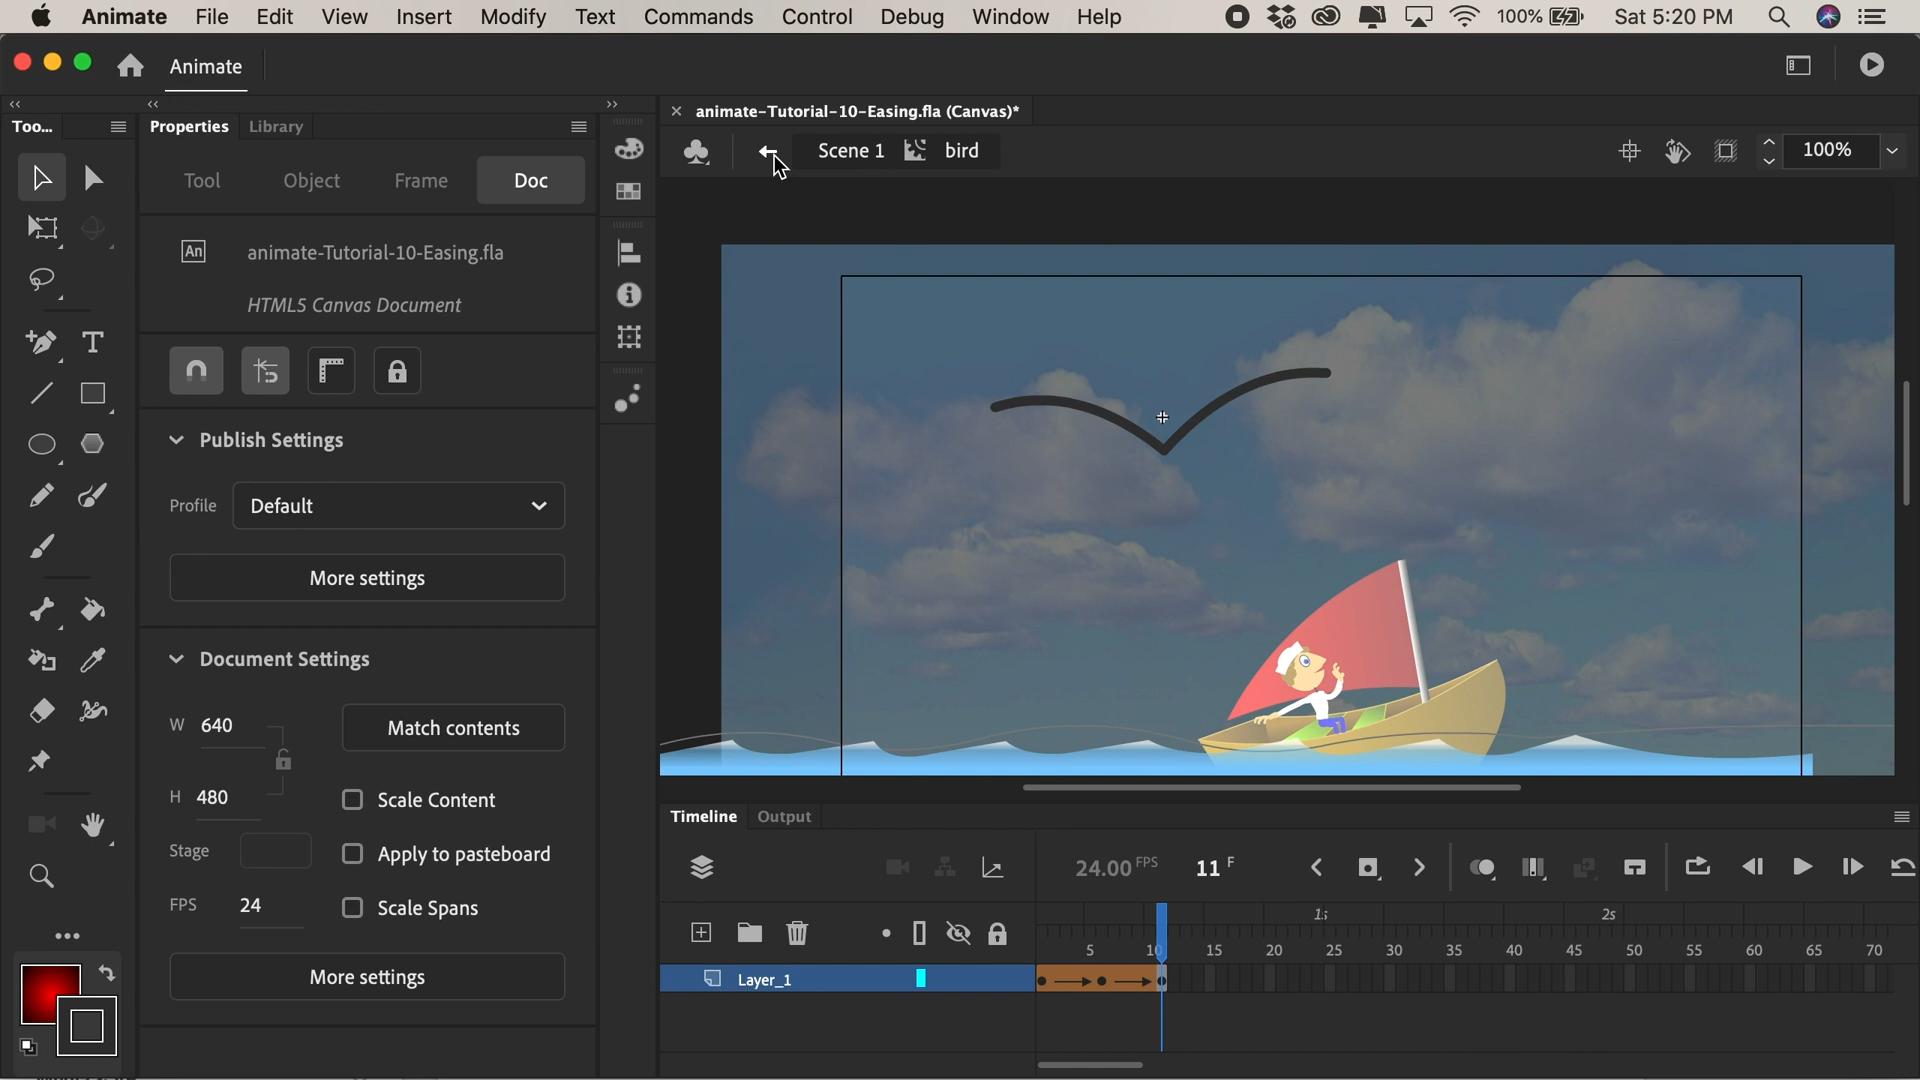 Animate File Edit View Insert Modify Text Commands Control Debug Window Help 100% Sat 5:20 PM
Animate
Too...
Properties Library
animate-Tutorial-10-Easing.fla (Canvas)*
Scene 1 bird 100%
Tool Object Frame Doc
An animate-Tutorial-10-Easing.fla
HTML5 Canvas Document
T
Publish Settings
Profile Default
More settings
Document Settings
W 640 Match contents
H 480 Scale Content
Stage Apply to pasteboard
FPS 24 Scale Spans
More settings
Timeline Output
24.00 FPS 11 F
1s 2s
5 10 15 20 25 30 35 40 45 50 55 60 65 70
Layer_1